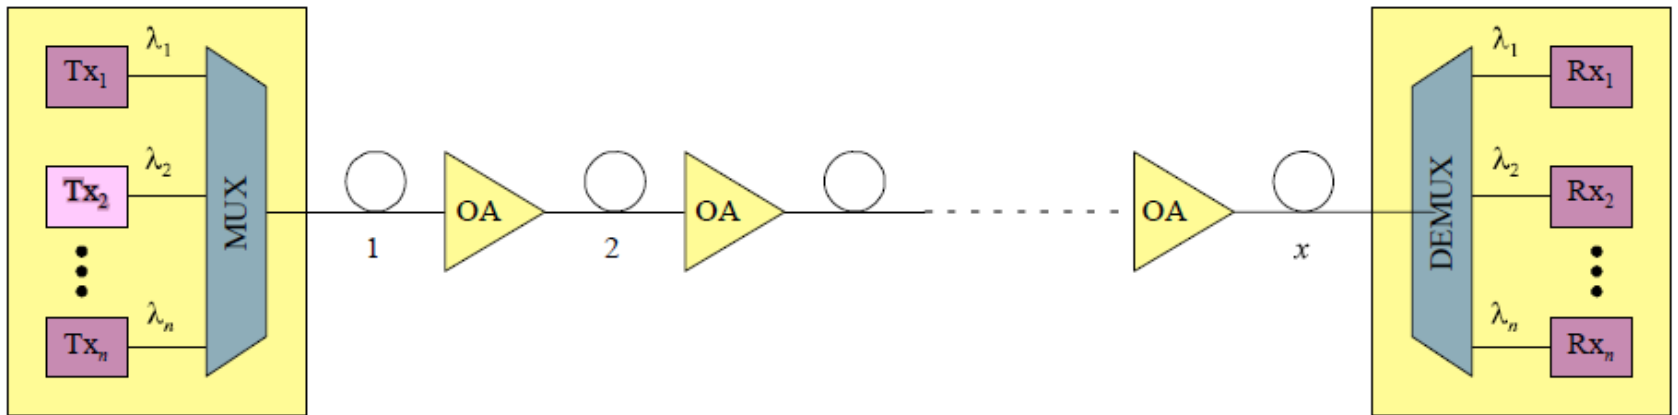 λ1
Tx1
λ2
Tx2
λn
Txn
MUX
1
OA
2
OA
OA
x
DEMUX
λ1
Rx1
λ2
Rx2
λn
Rxn